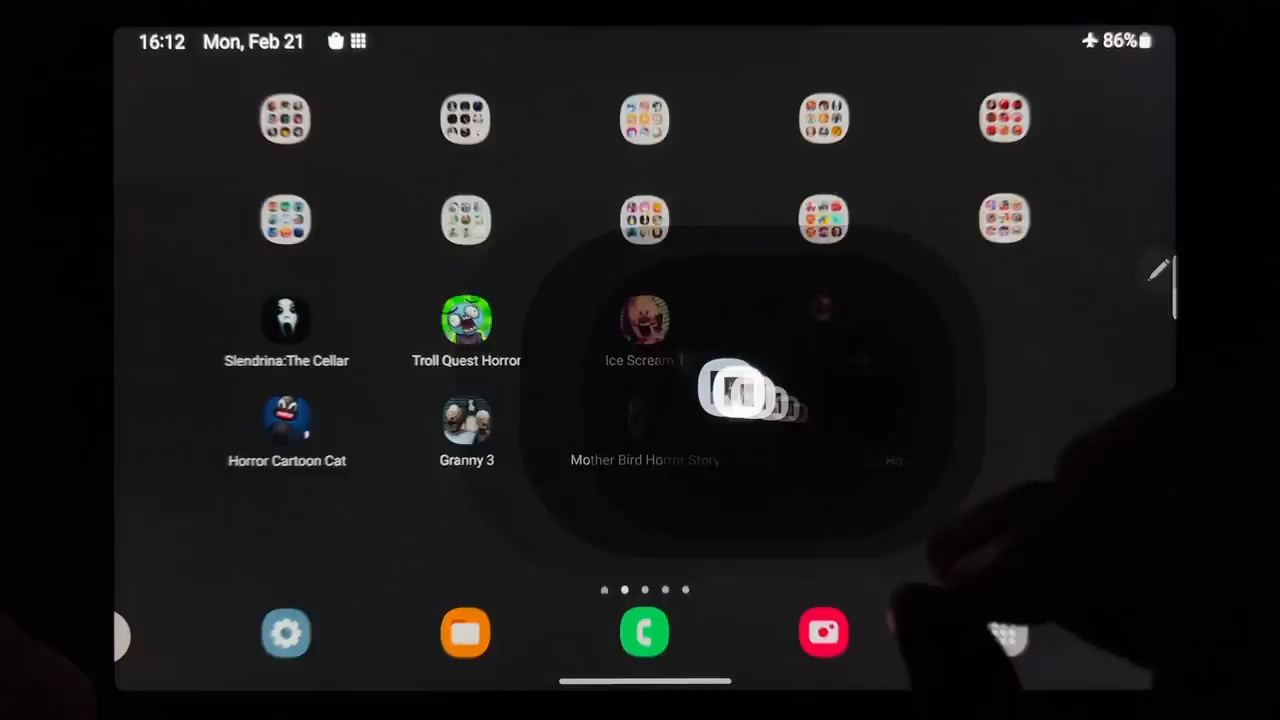 16:12 Mon, Feb 21 86%
Slendrina:The Cellar Troll Quest Horror Ice Scream 1
Horror Cartoon Cat Granny 3 Mother Bird Horror Story Ho